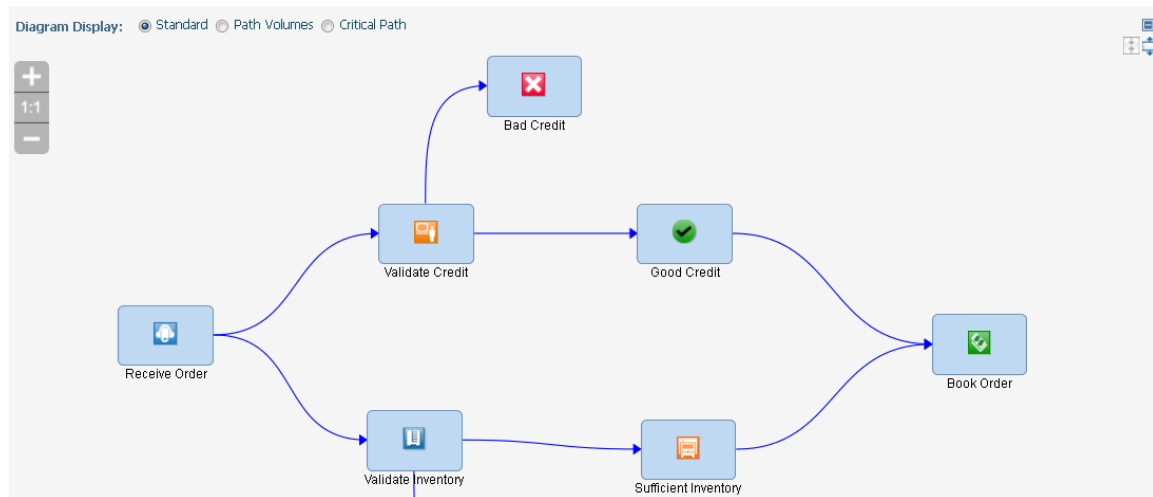 Diagram Display: Standard Path Volumes Critical Path
1:1
Bad Credit
Validate Credit
Good Credit
Receive Order
Book Order
Validate Inventory
Sufficient Inventory